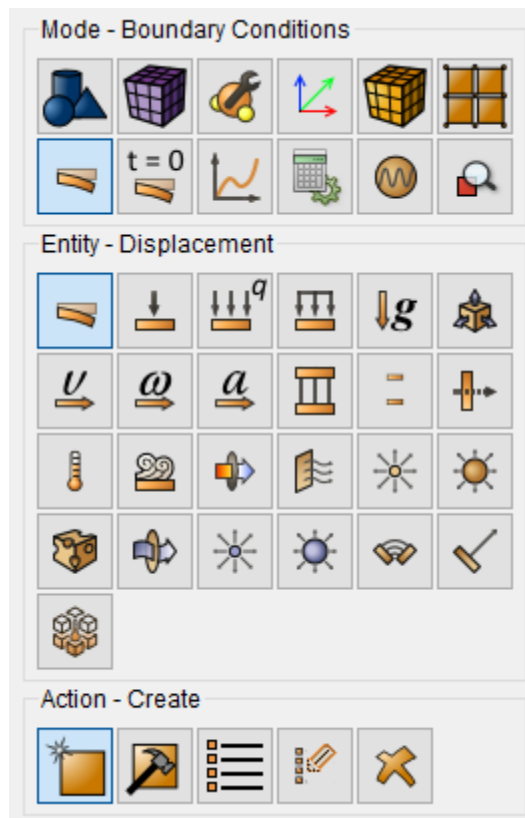 Mode - Boundary Conditions
t = 0
Entity - Displacement
q
g
υ
ω
a
Action - Create